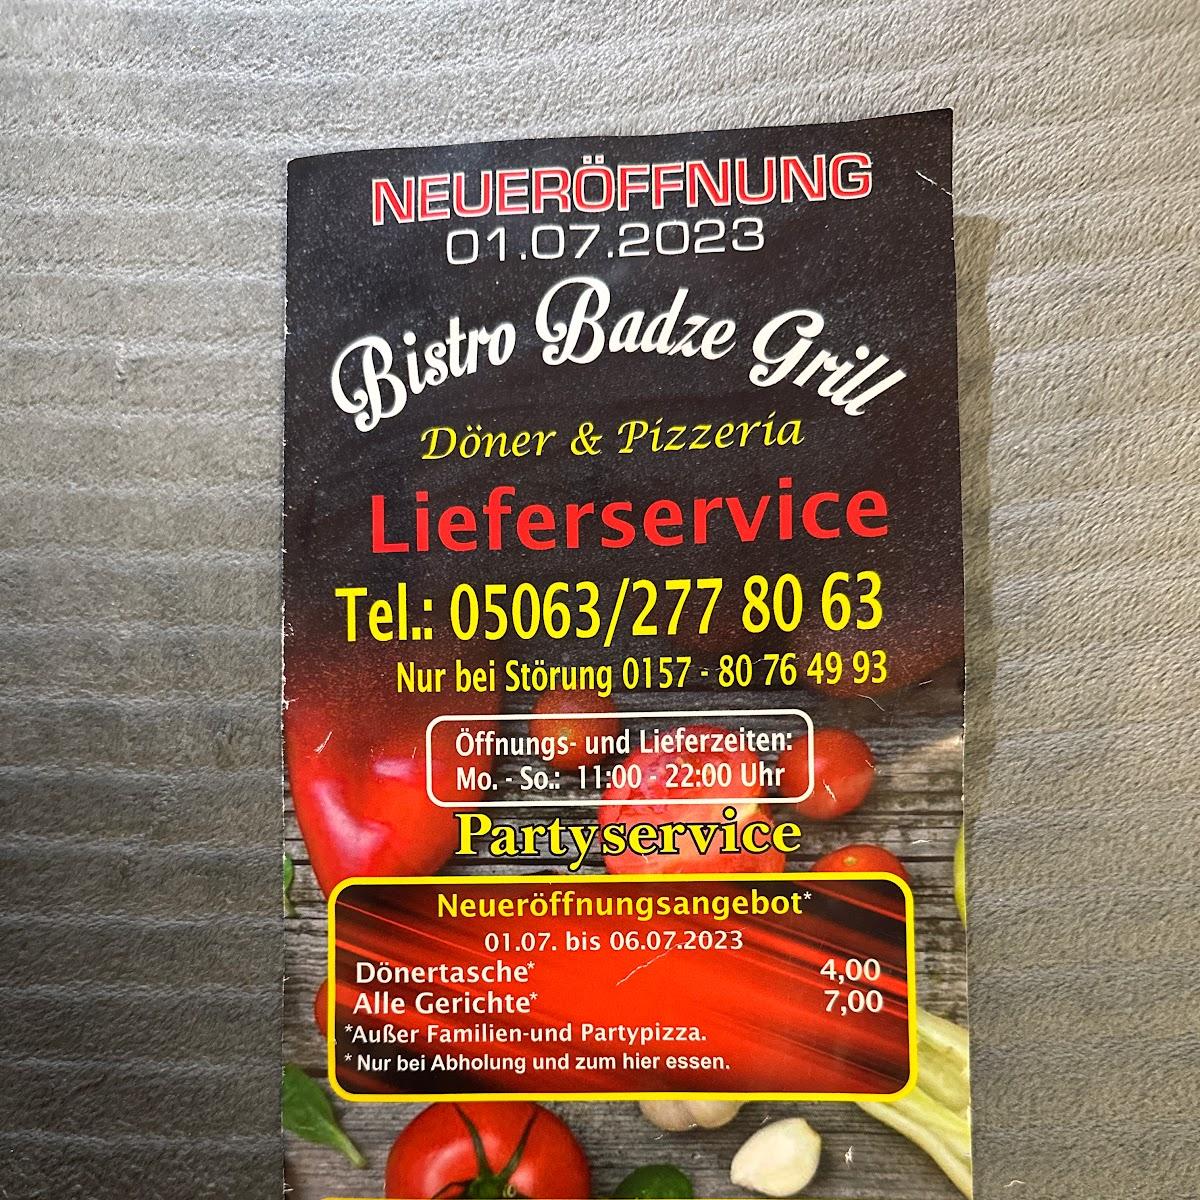 NEUERÖFFNUNG
01.07.2023
Bistro Badze Grill
Döner & Pizzeria
Lieferservice
Tel.: 05063/277 80 63
Nur bei Störung 0157 - 80 76 49 93
Öffnungs- und Lieferzeiten:
Mo. - So.: 11:00 - 22:00 Uhr
Partyservice
Neueröffnungsangebot*
01.07. bis 06.07.2023
Dönertasche* 4,00
Alle Gerichte* 7,00
*Außer Familien-und Partypizza.
* Nur bei Abholung und zum hier essen.